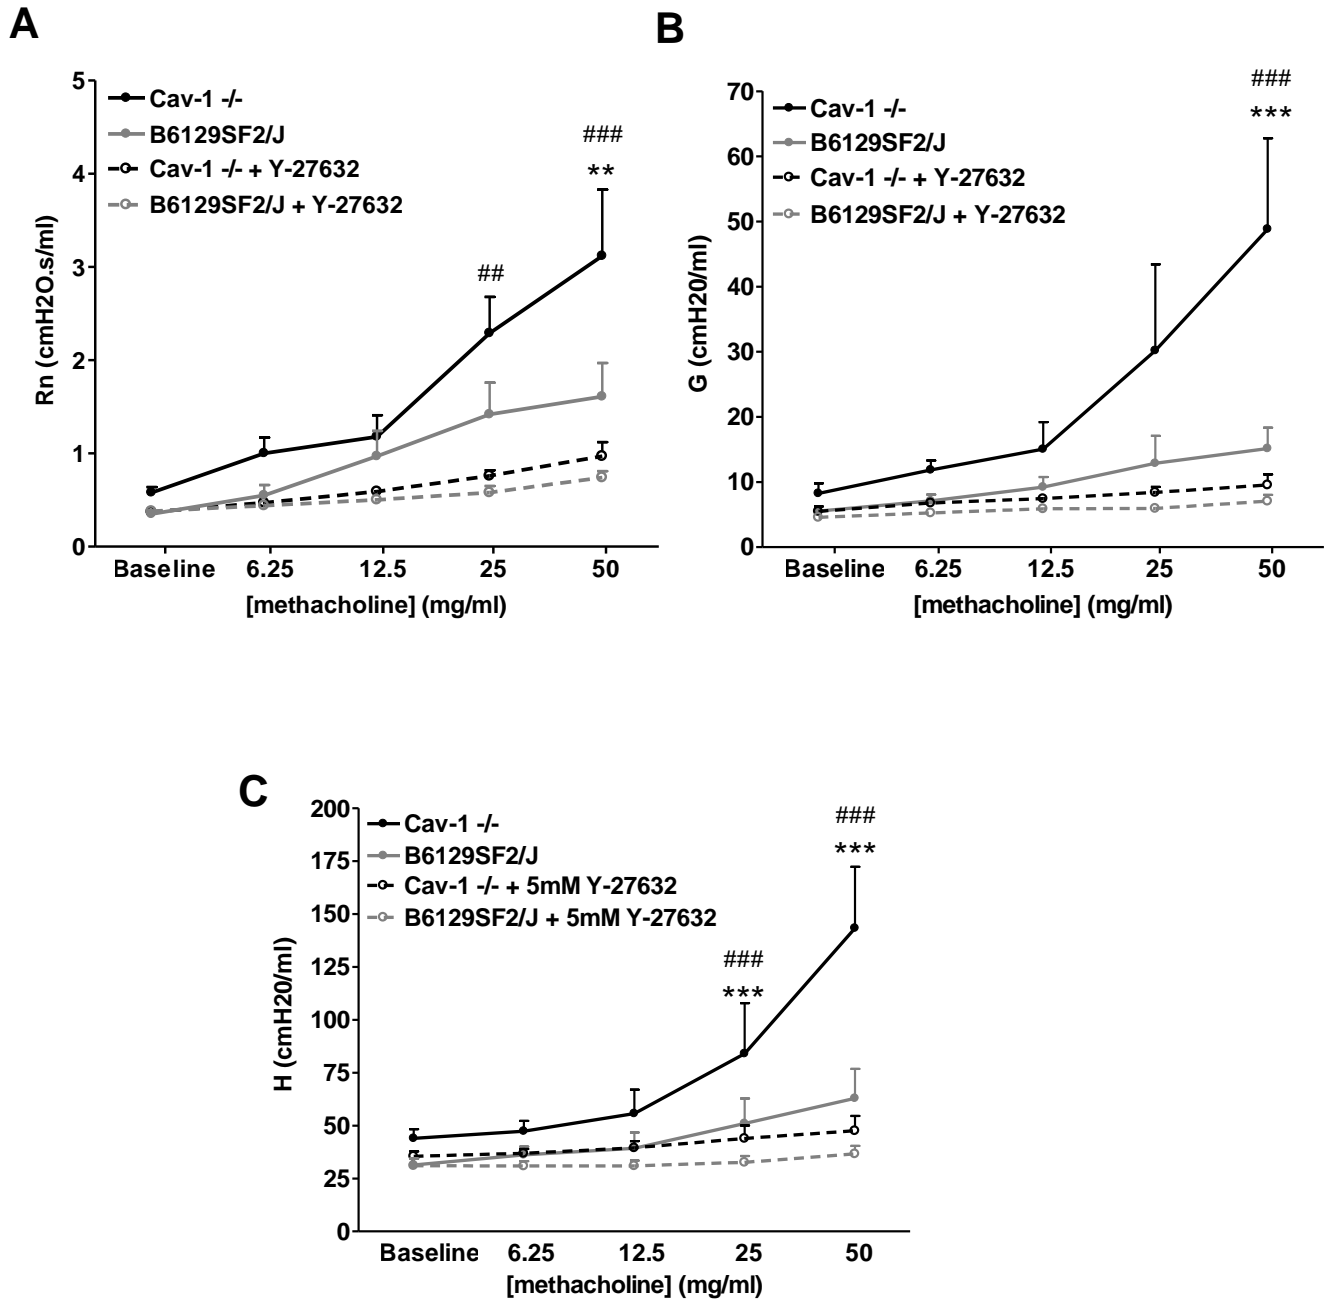 A
5
4
3
2
1
0
Rn (cmH2O.s/ml)
Cav-1 -/-
B6129SF2/J
Cav-1 -/- + Y-27632
B6129SF2/J + Y-27632
##
###
**
Baseline 6.25 12.5 25 50
[methacholine] (mg/ml)
B
70
60
50
40
30
20
10
0
G (cmH20/ml)
Cav-1 -/-
B6129SF2/J
Cav-1 -/- + Y-27632
B6129SF2/J + Y-27632
###
***
Baseline 6.25 12.5 25 50
[methacholine] (mg/ml)
C
200
175
150
125
100
75
50
25
0
H (cmH20/ml)
Cav-1 -/-
B6129SF2/J
Cav-1 -/- + 5mM Y-27632
B6129SF2/J + 5mM Y-27632
###
***
###
***
Baseline 6.25 12.5 25 50
[methacholine] (mg/ml)